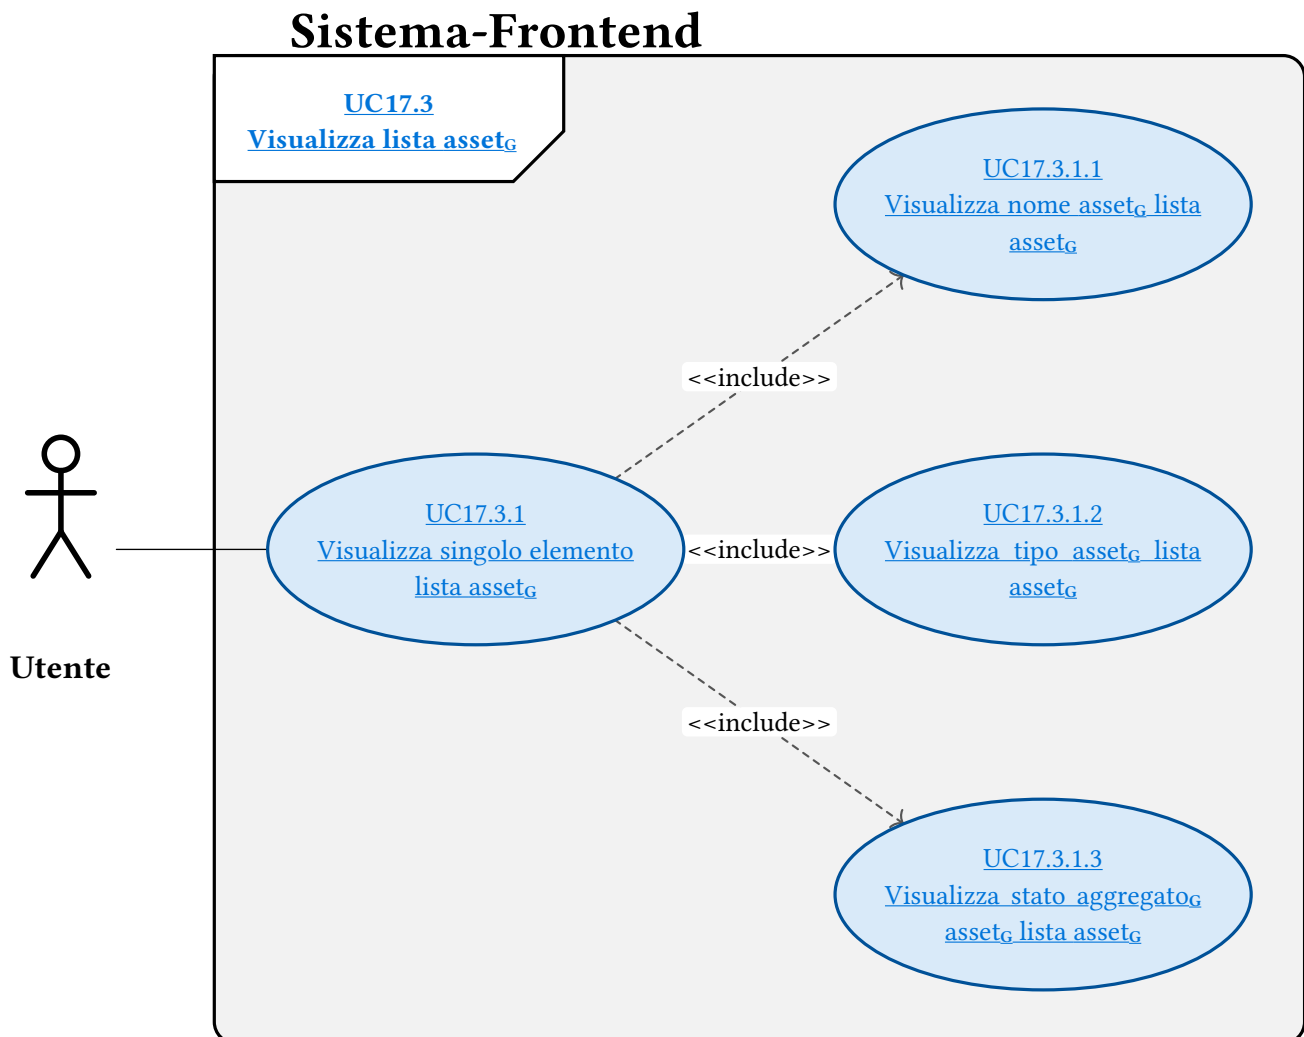 Sistema-Frontend
UC17.3
Visualizza lista assetG
UC17.3.1.1
Visualizza nome assetG lista
assetG
<<include>>
UC17.3.1
Visualizza singolo elemento
lista assetG
<<include>>
UC17.3.1.2
Visualizza tipo assetG lista
assetG
Utente
<<include>>
UC17.3.1.3
Visualizza stato aggregatoG
assetG lista assetG